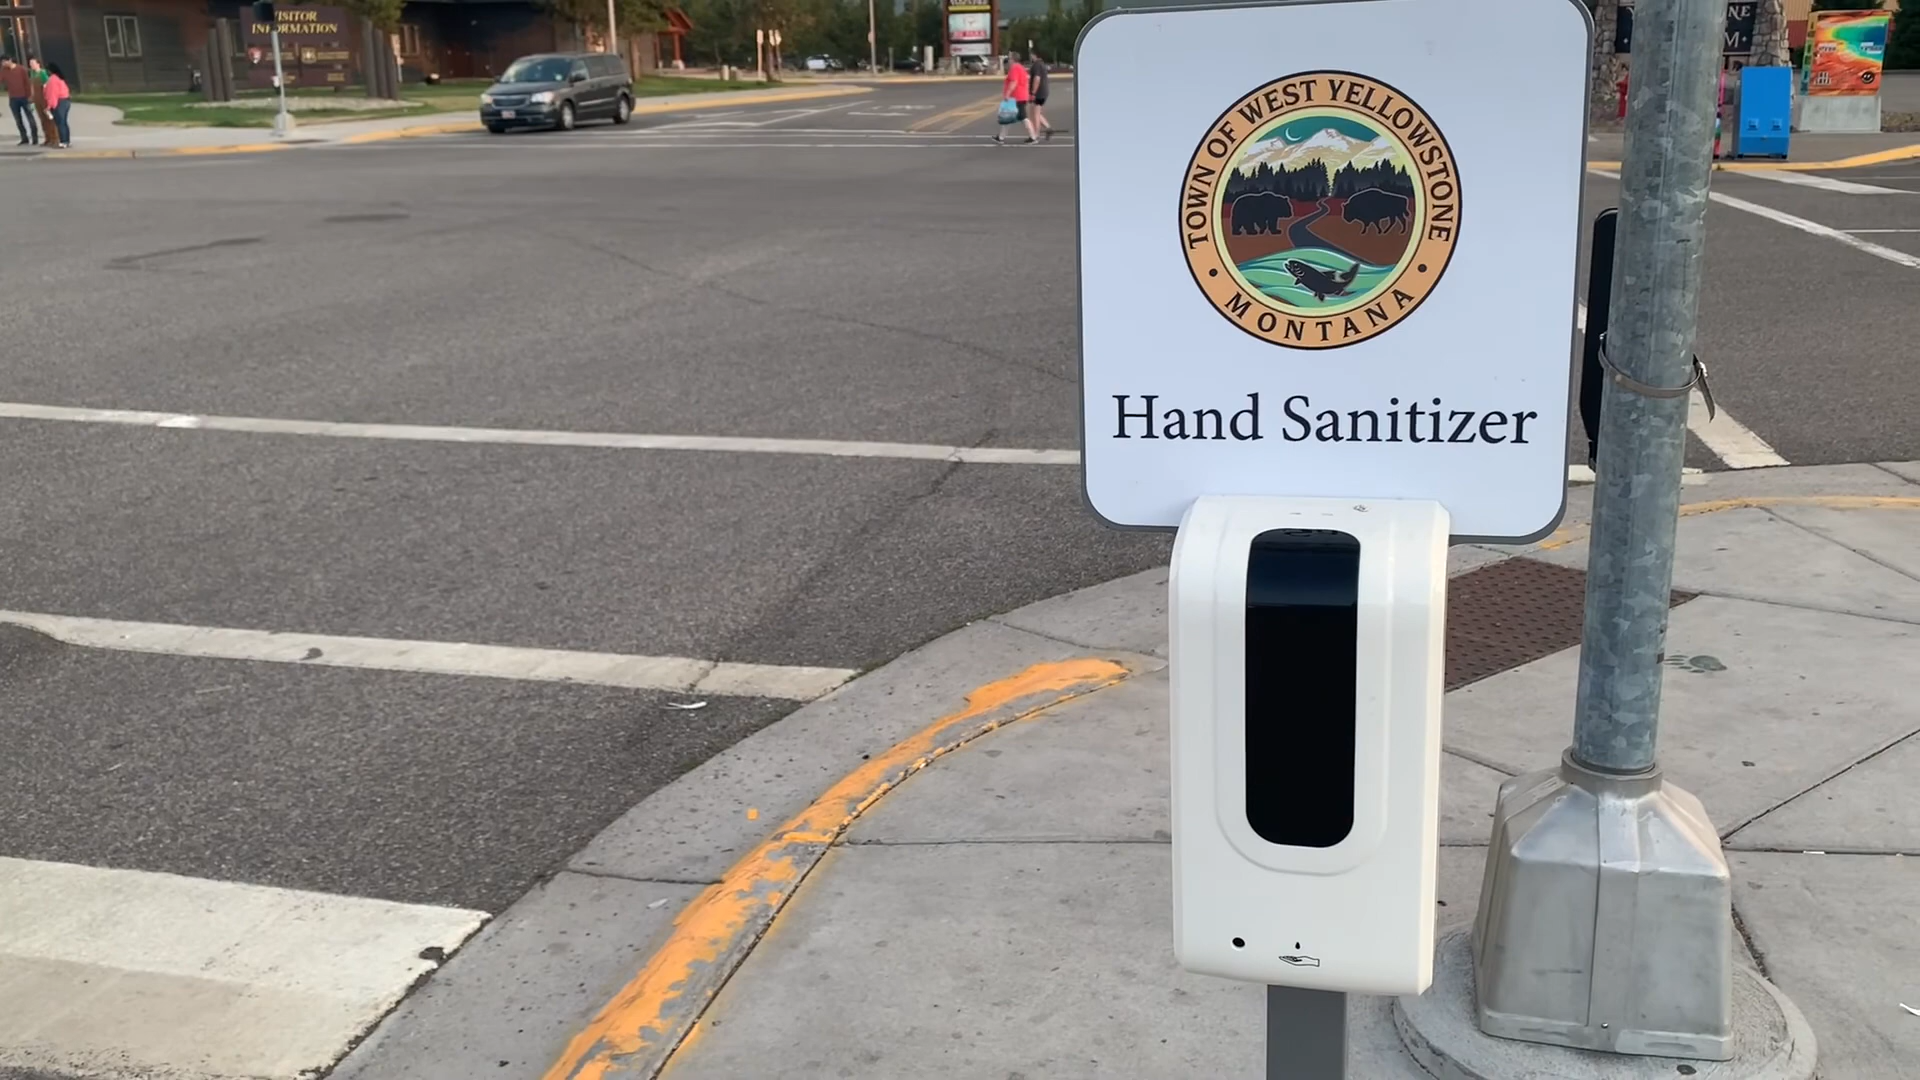 VISITOR
INFORMATION
TOWN OF WEST YELLOWSTONE
MONTANA
Hand Sanitizer